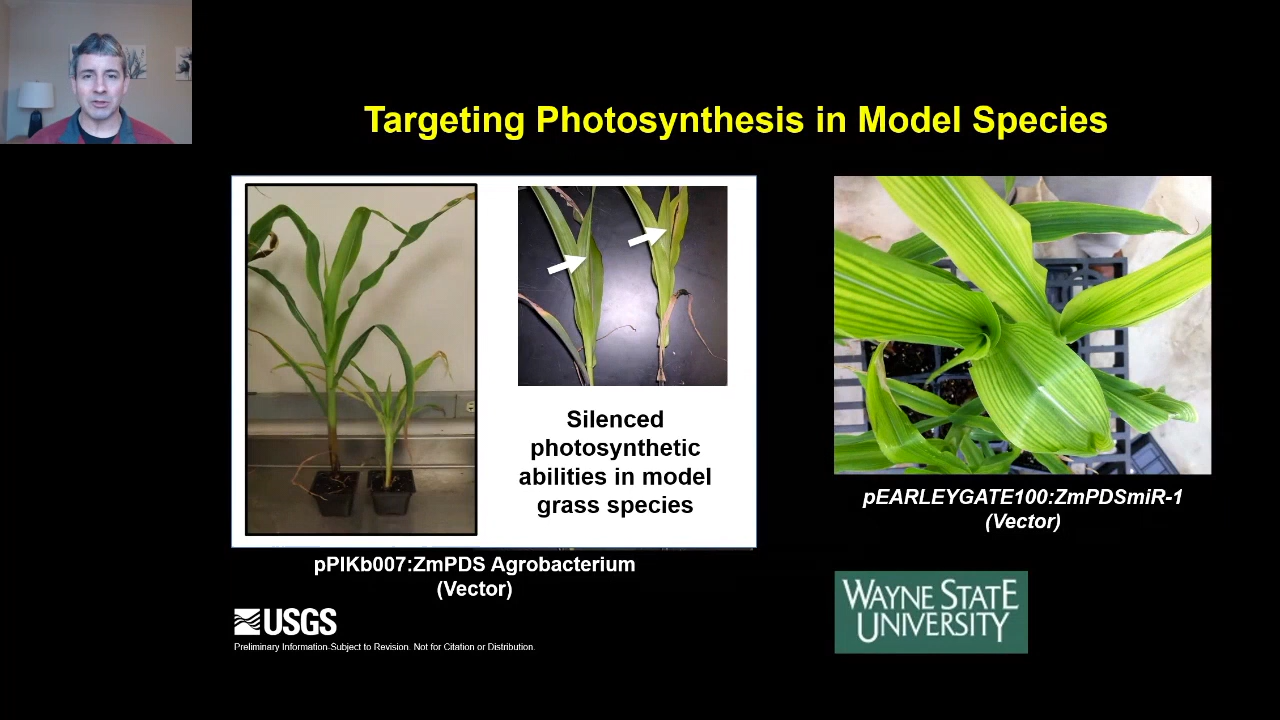 Targeting Photosynthesis in Model Species
Silenced
photosynthetic
abilities in model
grass species
pPIKb007:ZmPDS Agrobacterium
(Vector)
pEARLEYGATE100:ZmPDSmiR-1
(Vector)
USGS
Preliminary Information-Subject to Revision. Not for Citation or Distribution.
WAYNE STATE
UNIVERSITY